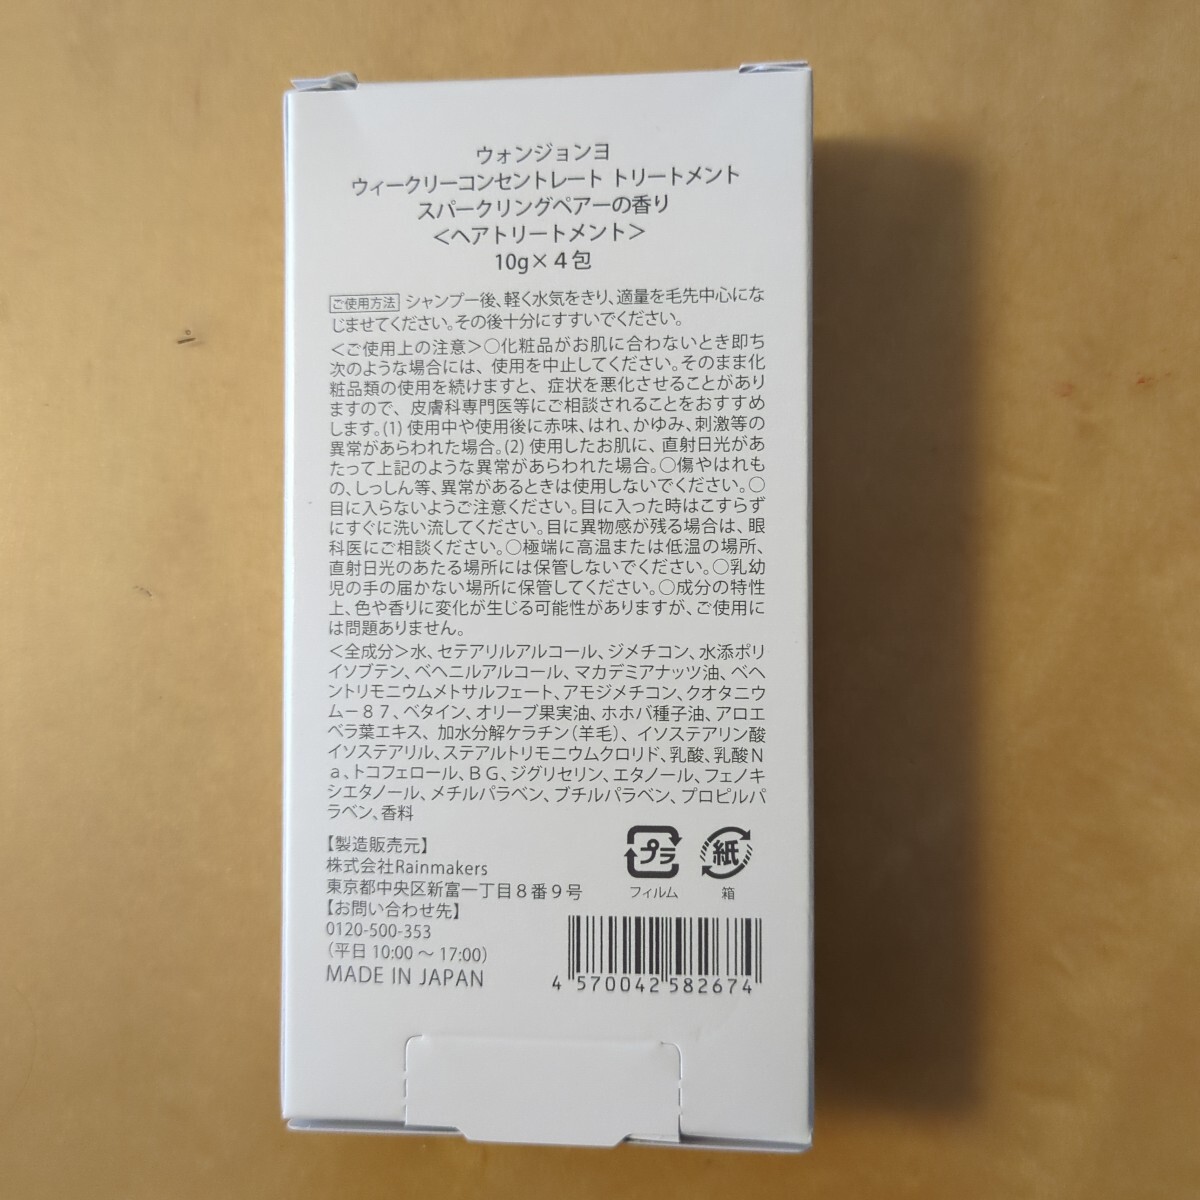 ウォンジョンヨ
ウィークリーコンセントレート トリートメント
スパークリングペアーの香り
＜ヘアトリートメント＞
10g×４包
ご使用方法 シャンプー後、軽く水気をきり、適量を毛先中心にな
じませてください。その後十分にすすいでください。
＜ご使用上の注意＞○化粧品がお肌に合わないとき即ち
次のような場合には、使用を中止してください。そのまま化
粧品類の使用を続けますと、症状を悪化させることがあり
ますので、皮膚科専門医等にご相談されることをおすすめ
します。(1) 使用中や使用後に赤味、はれ、かゆみ、刺激等の
異常があらわれた場合。(2) 使用したお肌に、直射日光があ
たって上記のような異常があらわれた場合。○傷やはれも
の、しっしん等、異常があるときは使用しないでください。○
目に入らないようご注意ください。目に入った時はこすらず
にすぐに洗い流してください。目に異物感が残る場合は、眼
科医にご相談ください。○極端に高温または低温の場所、
直射日光のあたる場所には保管しないでください。○乳幼
児の手の届かない場所に保管してください。○成分の特性
上、色や香りに変化が生じる可能性がありますが、ご使用に
は問題ありません。
＜全成分＞水、セテアリルアルコール、ジメチコン、水添ポリ
イソブテン、ベヘニルアルコール、マカデミアナッツ油、ベヘ
ントリモニウムメトサルフェート、アモジメチコン、クオタニウ
ムー８７、ベタイン、オリーブ果実油、ホホバ種子油、アロエ
ベラ葉エキス、加水分解ケラチン（羊毛）、イソステアリン酸
イソステアリル、ステアルトリモニウムクロリド、乳酸、乳酸Ｎ
ａ、トコフェロール、ＢＧ、ジグリセリン、エタノール、フェノキ
シエタノール、メチルパラベン、ブチルパラベン、プロピルパ
ラベン、香料
【製造販売元】
株式会社Rainmakers
東京都中央区新富一丁目８番９号
【お問い合わせ先】
0120-500-353
（平日 10:00 ～ 17:00）
MADE IN JAPAN
プラ
フィルム
紙
箱
4 570042 582674